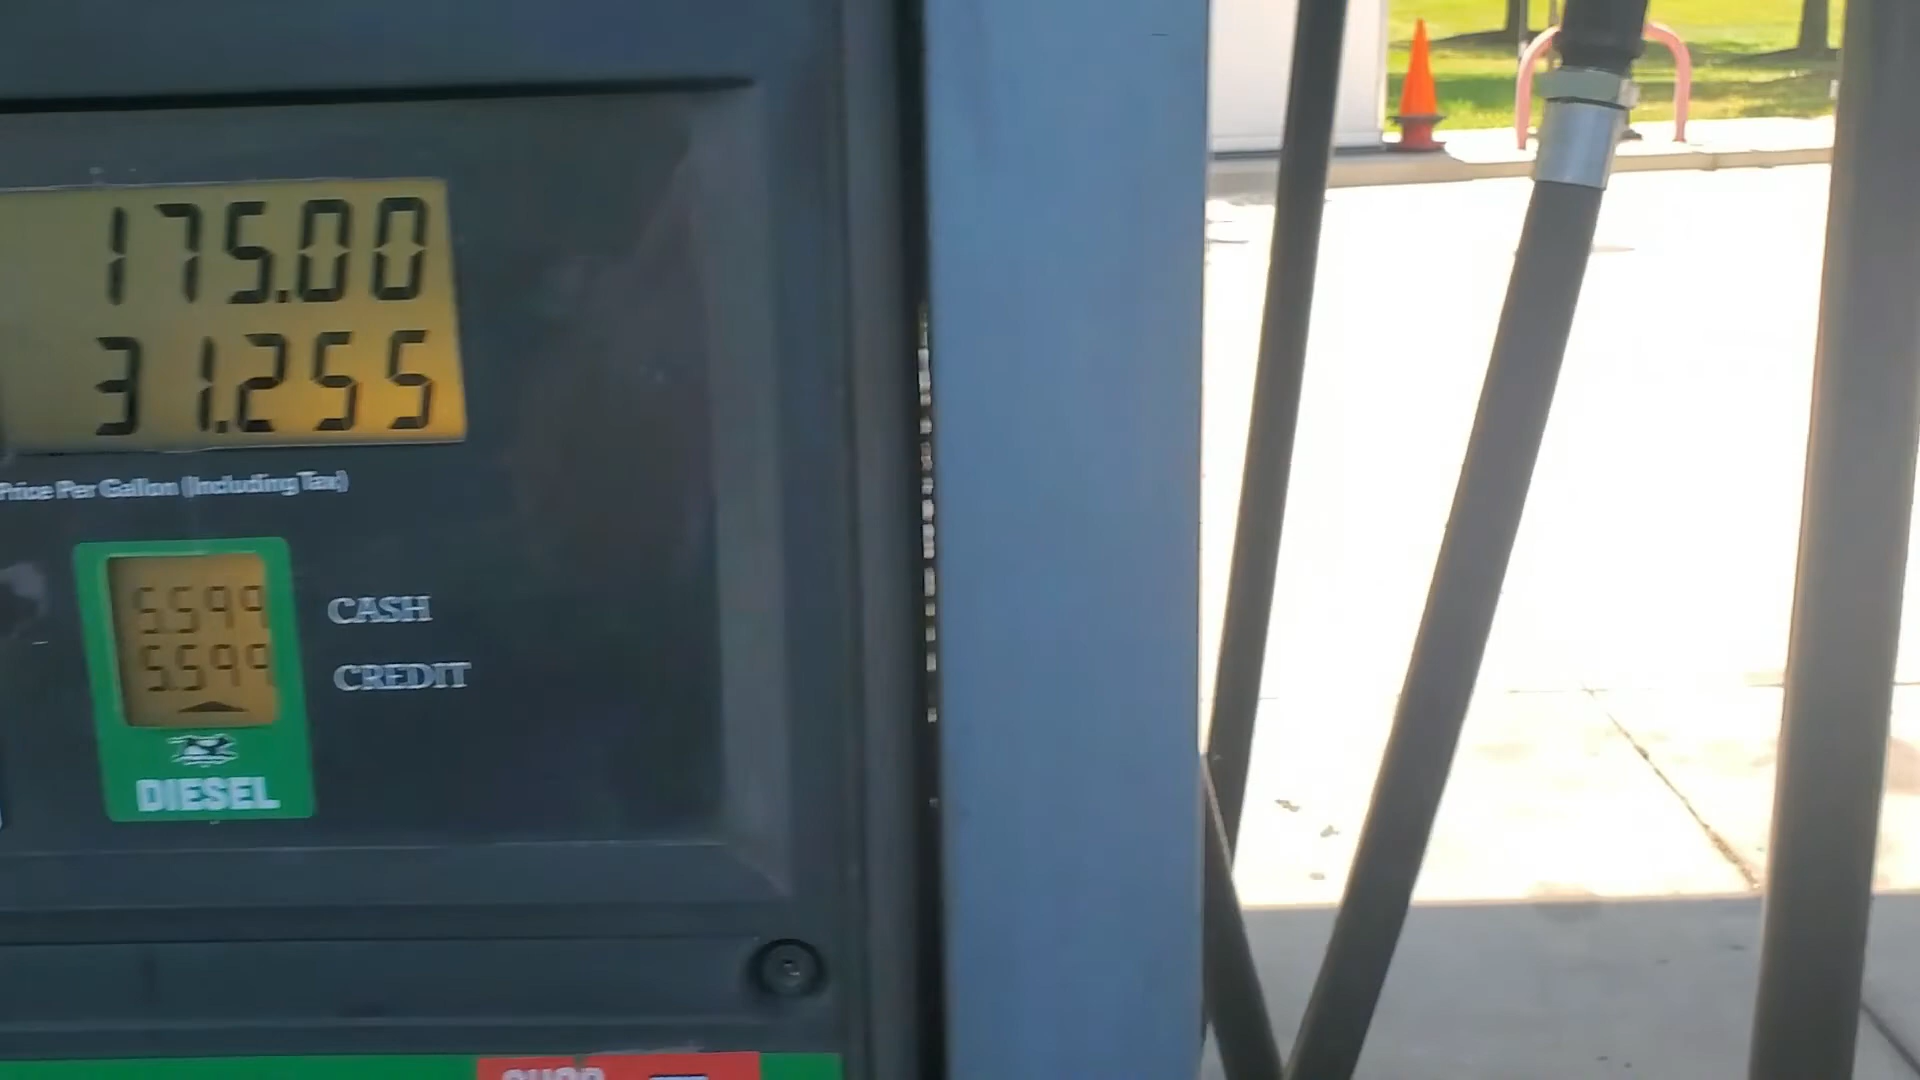 175.00
31.255
Price Per Gallon (Including Tax)
5.599 CASH
5.599 CREDIT
DIESEL